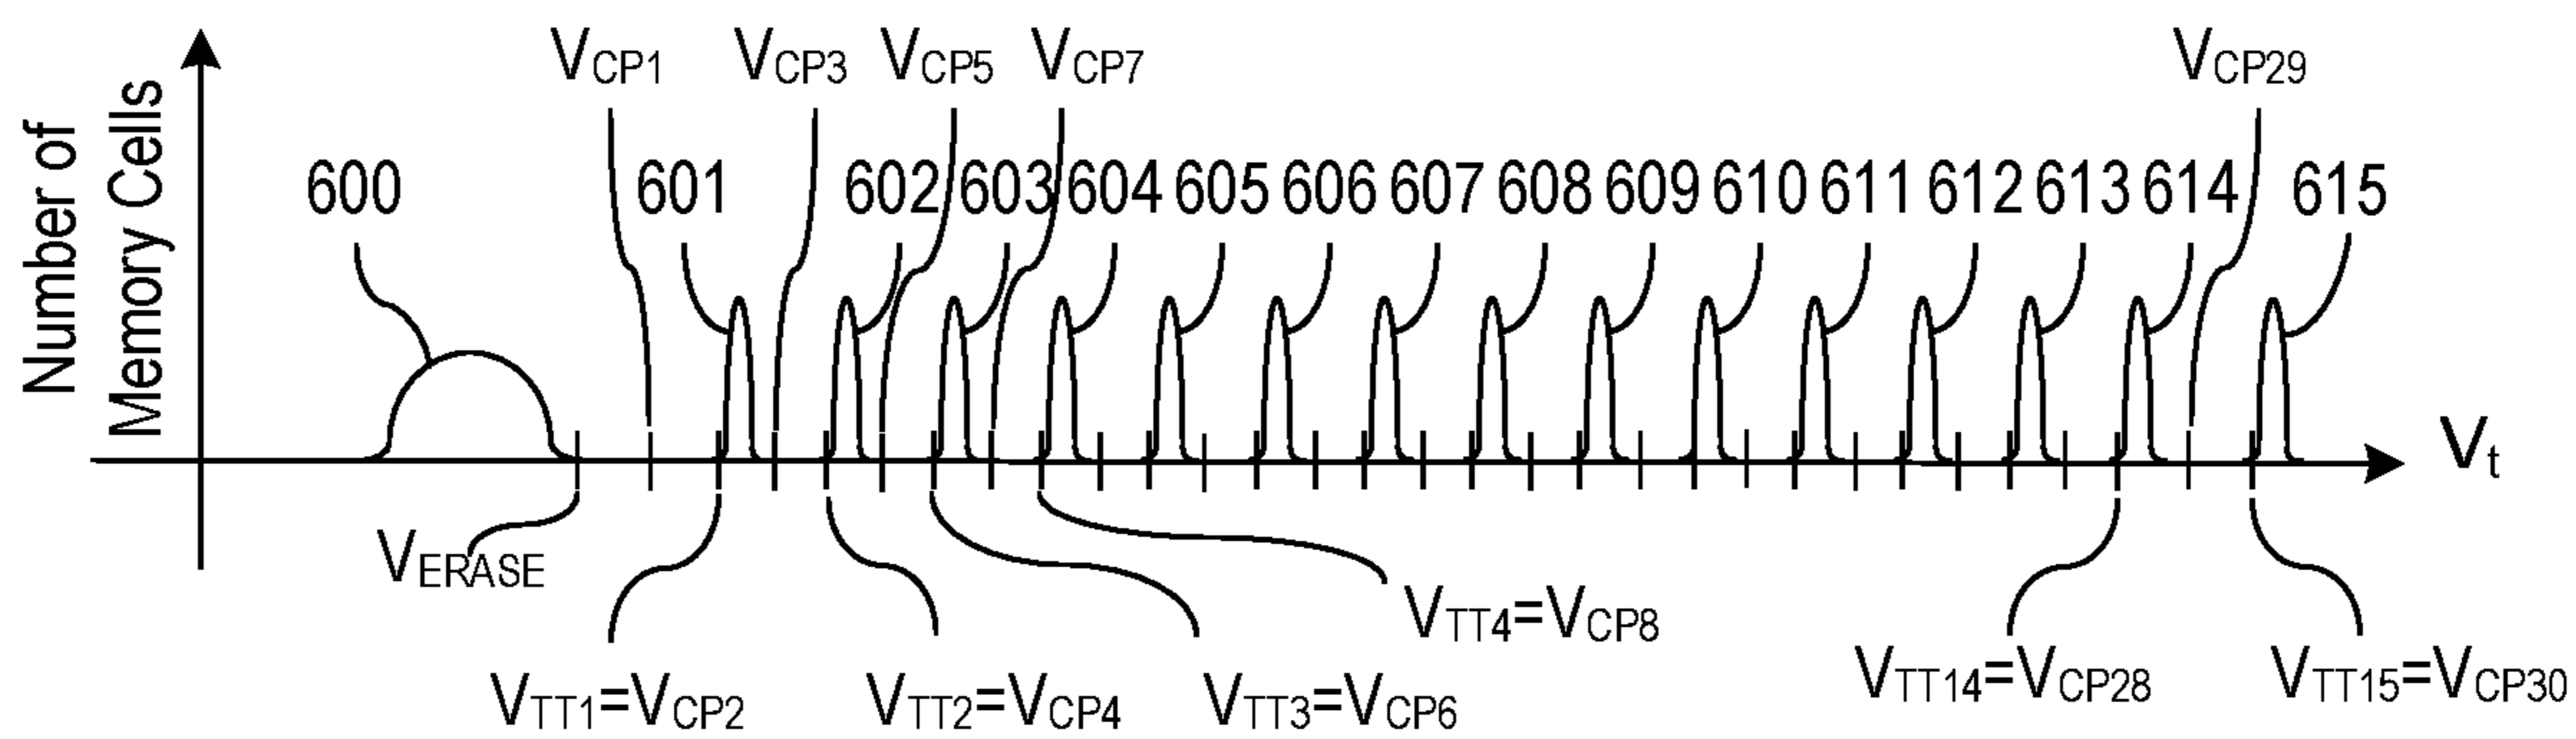 Number of
Memory Cells
VCP1 VCP3 VCP5 VCP7 VCP29
600 601 602 603 604 605 606 607 608 609 610 611 612 613 614 615
Vt
VERASE
VTT4=VCP8
VTT1=VCP2 VTT2=VCP4 VTT3=VCP6 VTT14=VCP28 VTT15=VCP30